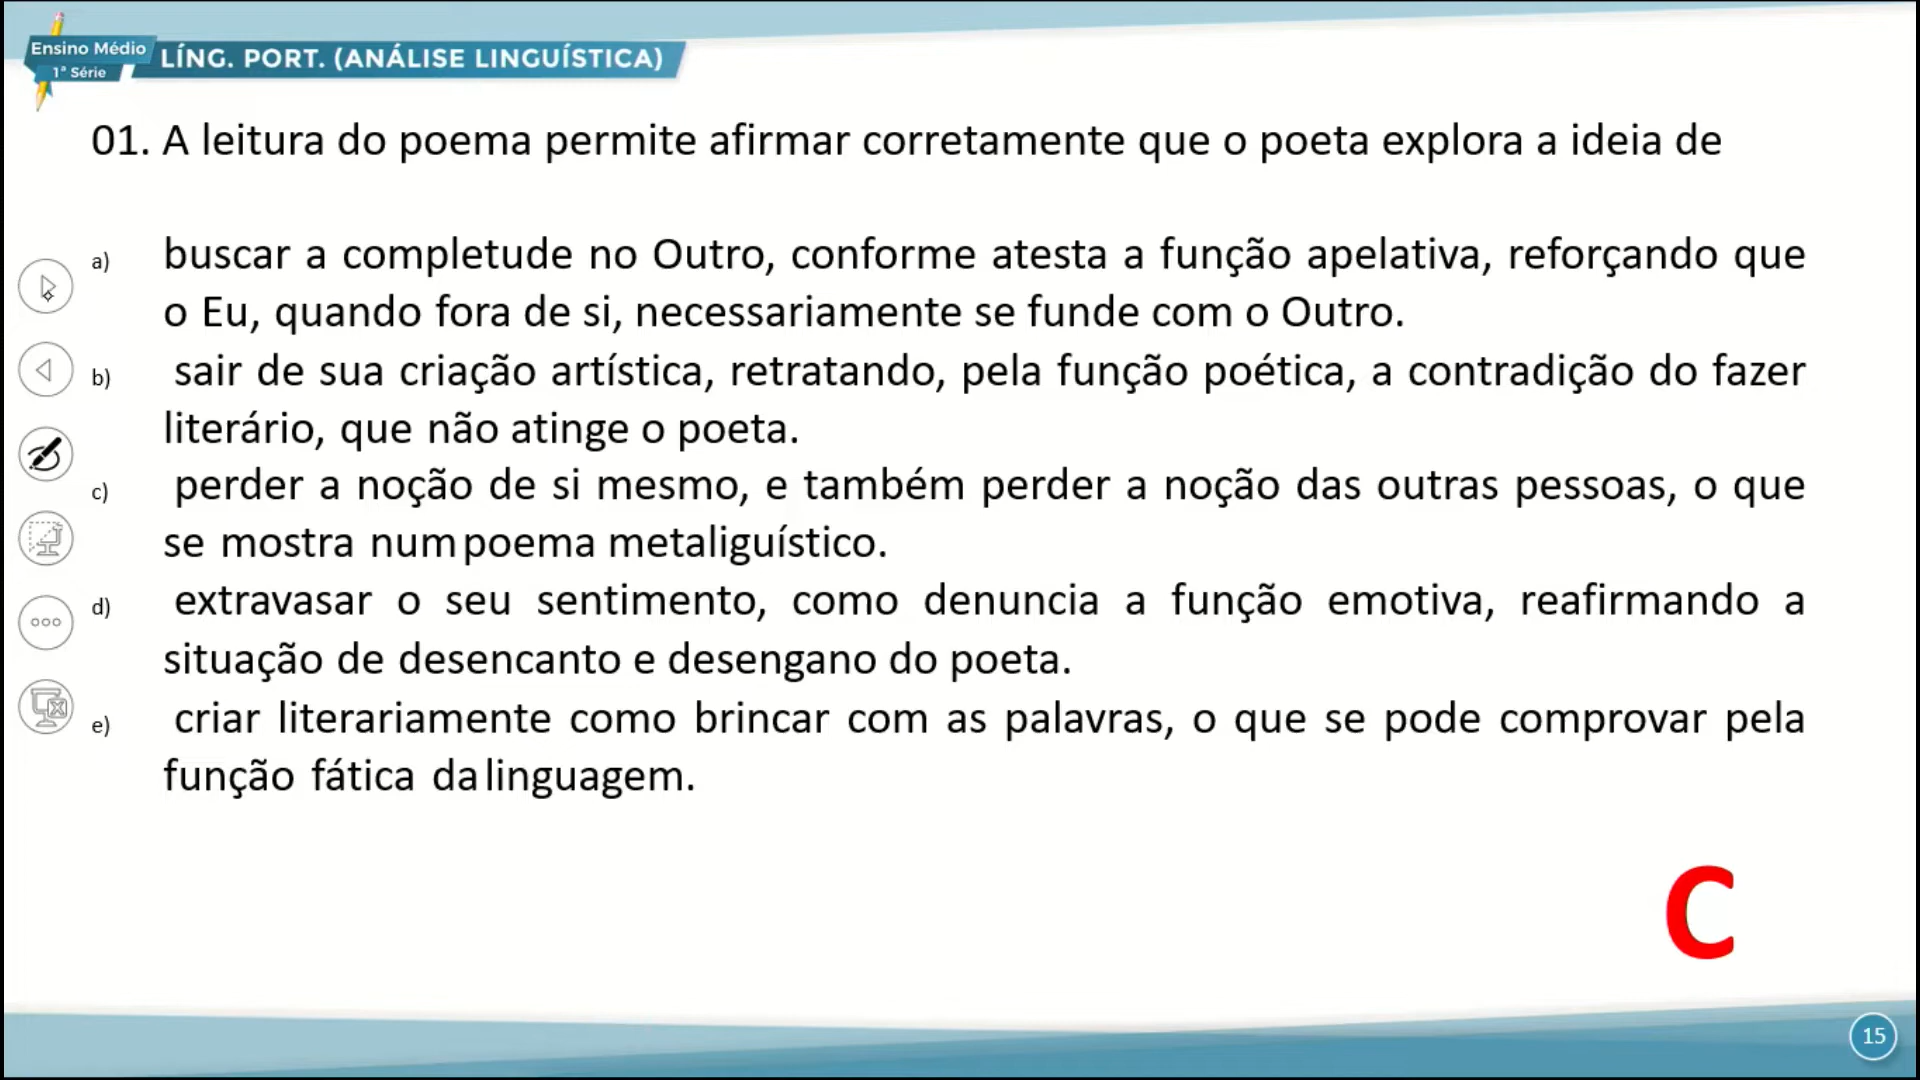 Ensino Médio
1ª Série
LÍNG. PORT. (ANÁLISE LINGUÍSTICA)
01. A leitura do poema permite afirmar corretamente que o poeta explora a ideia de
a) buscar a completude no Outro, conforme atesta a função apelativa, reforçando que
o Eu, quando fora de si, necessariamente se funde com o Outro.
b) sair de sua criação artística, retratando, pela função poética, a contradição do fazer
literário, que não atinge o poeta.
c) perder a noção de si mesmo, e também perder a noção das outras pessoas, o que
se mostra num poema metaliguístico.
d) extravasar o seu sentimento, como denuncia a função emotiva, reafirmando a
situação de desencanto e desengano do poeta.
e) criar literariamente como brincar com as palavras, o que se pode comprovar pela
função fática da linguagem.
C
15